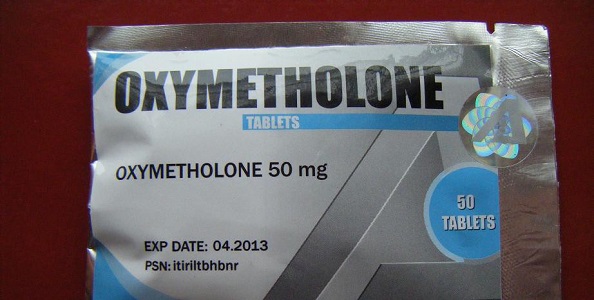 OXYMETHOLONE
TABLETS
OXYMETHOLONE 50 mg
50
TABLETS
EXP DATE: 04.2013
PSN: itiriltbhbnr